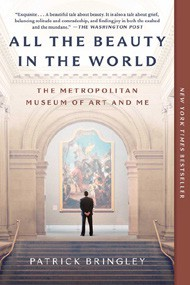 "Exquisite. . . . A beautiful tale about beauty. It is also a tale about grief,
balancing solitude and comradeship, and finding joy in both the exalted
and the mundane." —THE WASHINGTON POST
ALL THE BEAUTY
IN THE WORLD
THE METROPOLITAN
MUSEUM OF ART AND ME
NEW YORK TIMES BESTSELLER
PATRICK BRINGLEY